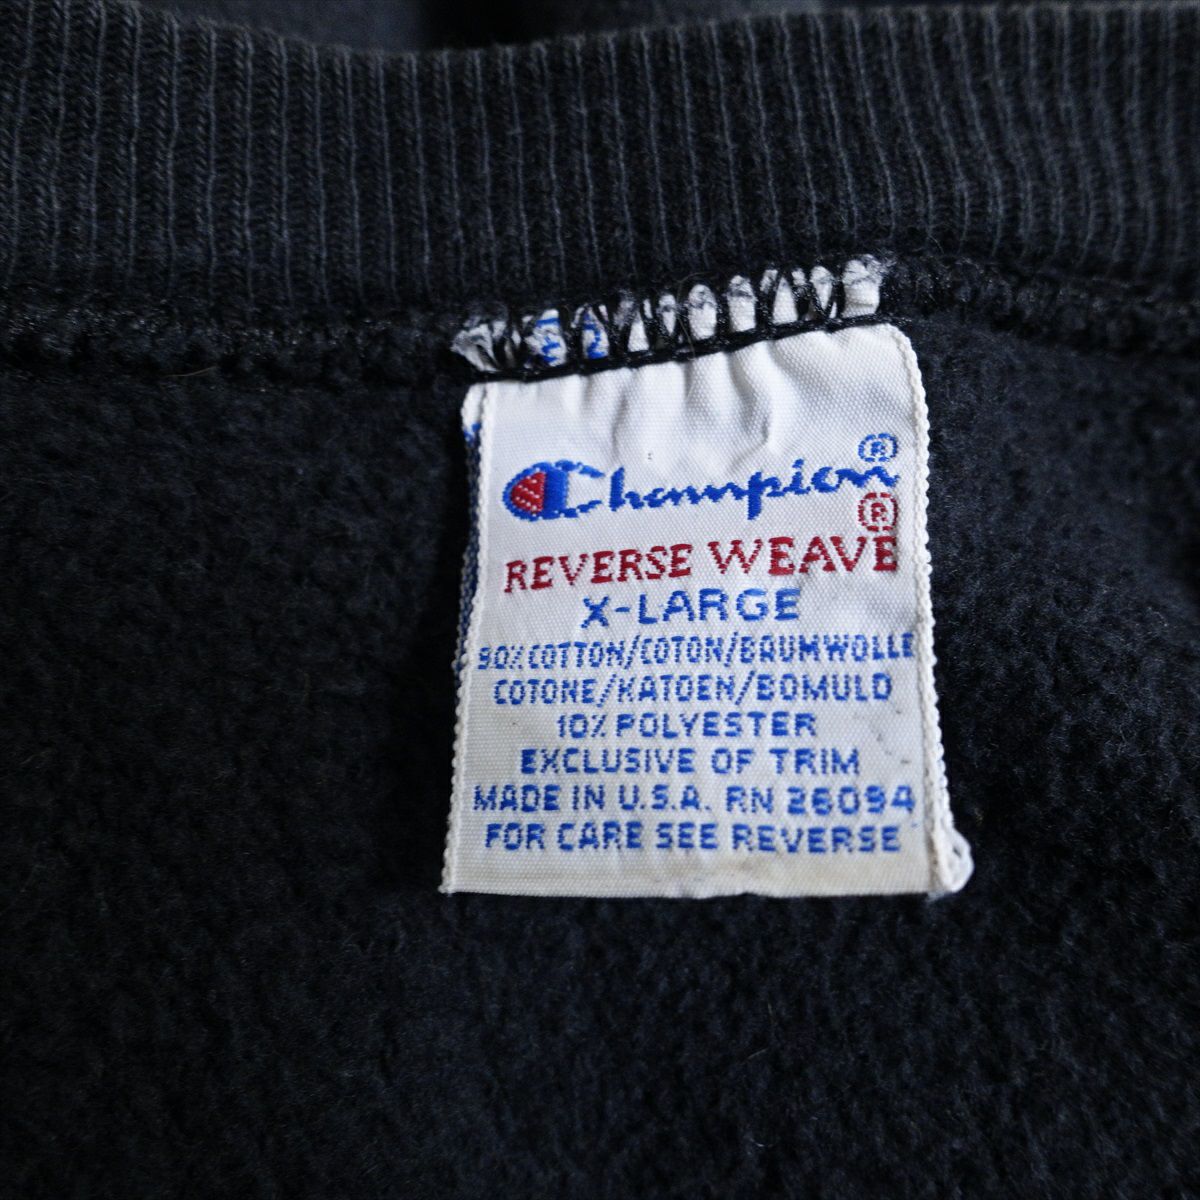 Champion®
REVERSE WEAVE®
X-LARGE
90% COTTON/COTON/BAUMWOLLE
COTONE/KATOEN/BOMULD
10% POLYESTER
EXCLUSIVE OF TRIM
MADE IN U.S.A. RN 26094
FOR CARE SEE REVERSE